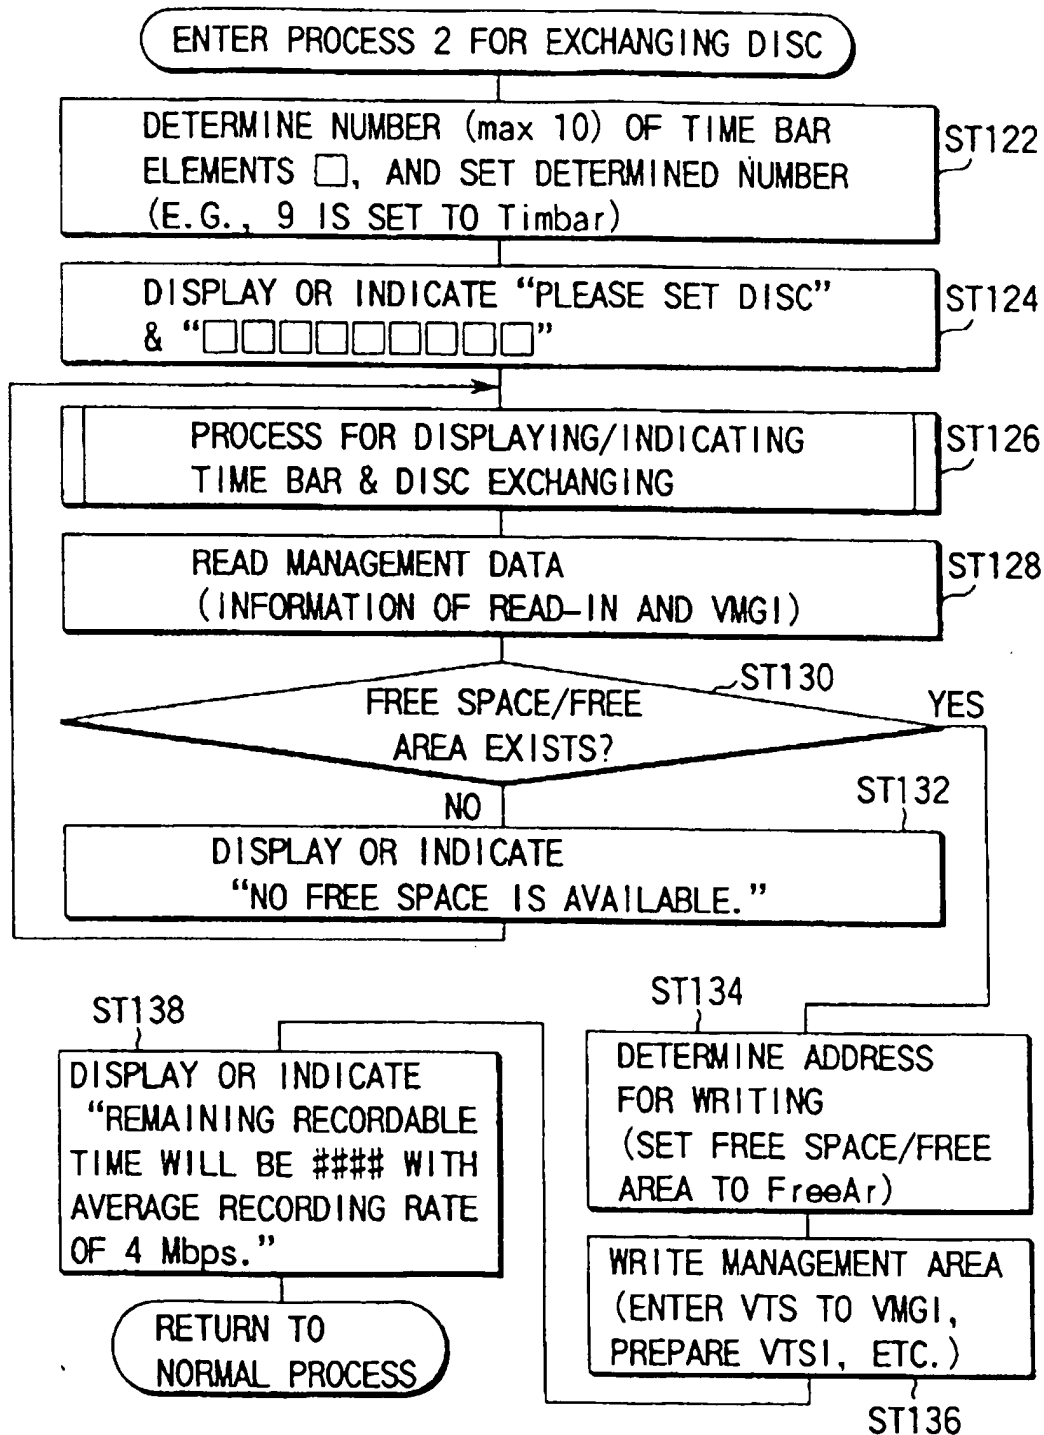 ENTER PROCESS 2 FOR EXCHANGING DISC
DETERMINE NUMBER (max 10) OF TIME BAR
ELEMENTS □, AND SET DETERMINED NUMBER
(E.G., 9 IS SET TO Timbar)
ST122
DISPLAY OR INDICATE “PLEASE SET DISC”
& “□□□□□□□□□”
ST124
PROCESS FOR DISPLAYING/INDICATING
TIME BAR & DISC EXCHANGING
ST126
READ MANAGEMENT DATA
(INFORMATION OF READ-IN AND VMGI)
ST128
ST130
FREE SPACE/FREE
AREA EXISTS?
YES
NO
ST132
DISPLAY OR INDICATE
“NO FREE SPACE IS AVAILABLE.”
ST134
DETERMINE ADDRESS
FOR WRITING
(SET FREE SPACE/FREE
AREA TO FreeAr)
WRITE MANAGEMENT AREA
(ENTER VTS TO VMGI,
PREPARE VTSI, ETC.)
ST136
ST138
DISPLAY OR INDICATE
“REMAINING RECORDABLE
TIME WILL BE #### WITH
AVERAGE RECORDING RATE
OF 4 Mbps.”
RETURN TO
NORMAL PROCESS